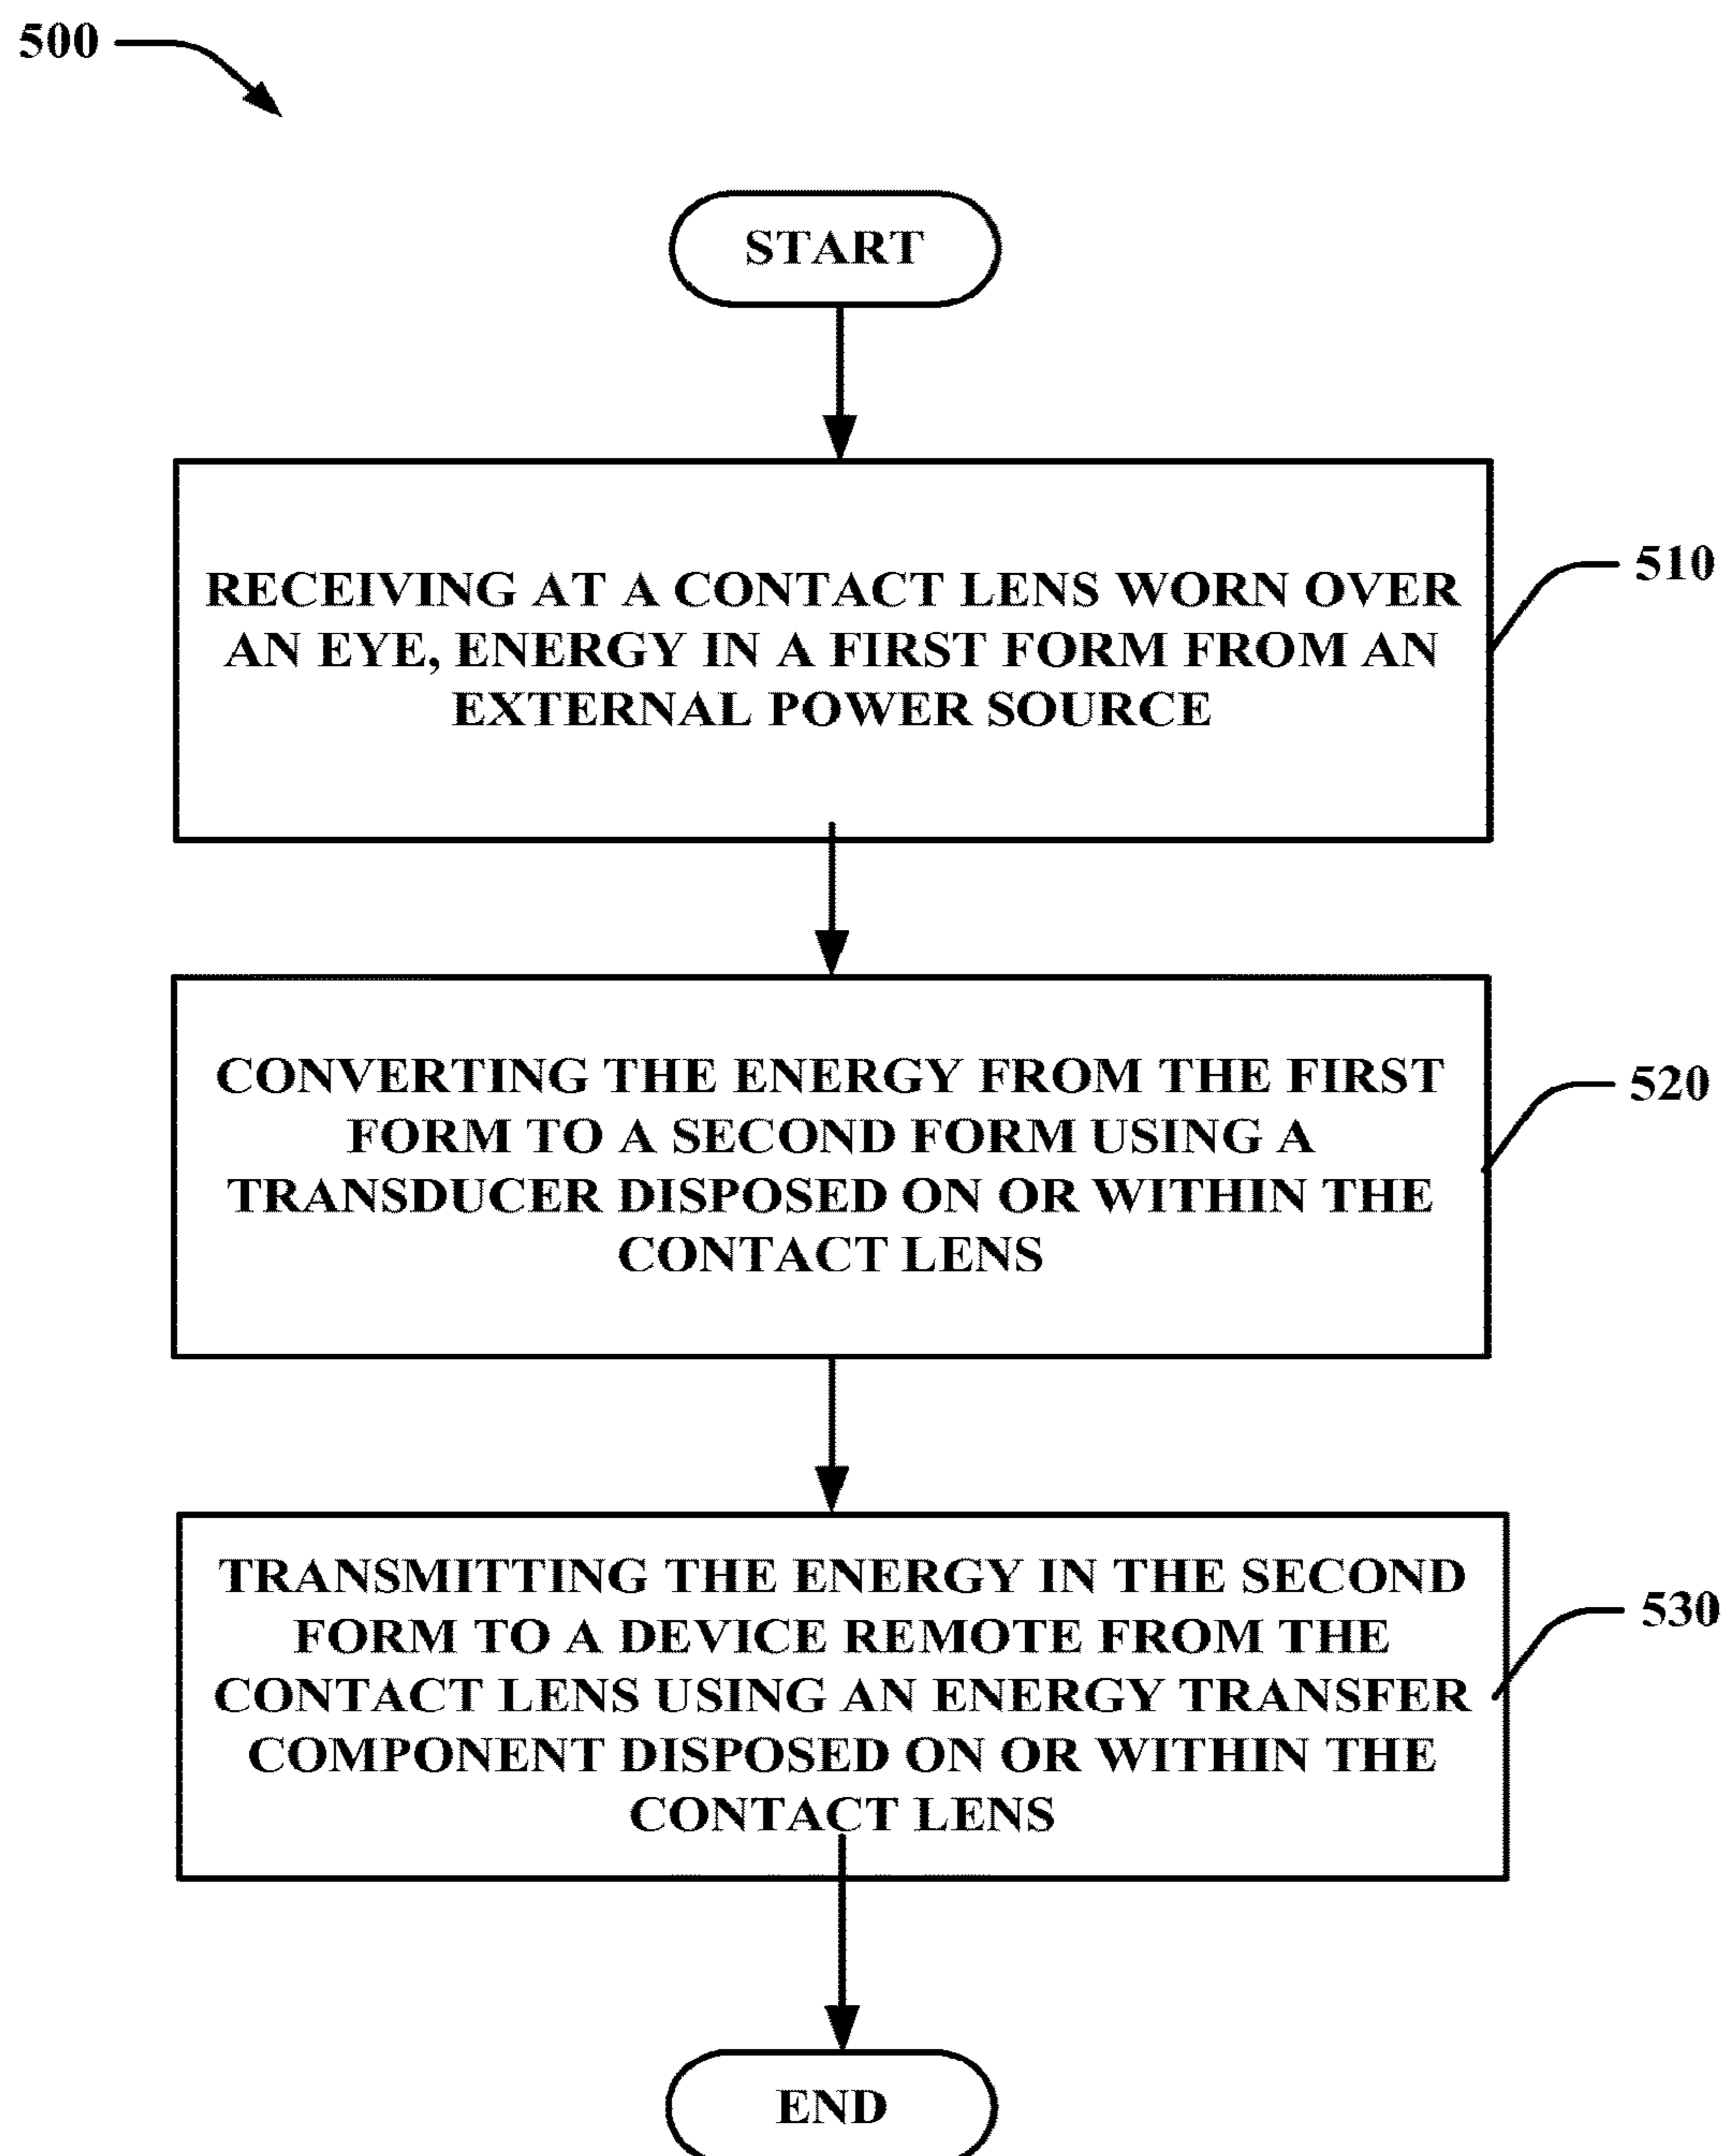 500
START
RECEIVING AT A CONTACT LENS WORN OVER
AN EYE, ENERGY IN A FIRST FORM FROM AN
EXTERNAL POWER SOURCE
510
CONVERTING THE ENERGY FROM THE FIRST
FORM TO A SECOND FORM USING A
TRANSDUCER DISPOSED ON OR WITHIN THE
CONTACT LENS
520
TRANSMITTING THE ENERGY IN THE SECOND
FORM TO A DEVICE REMOTE FROM THE
CONTACT LENS USING AN ENERGY TRANSFER
COMPONENT DISPOSED ON OR WITHIN THE
CONTACT LENS
530
END